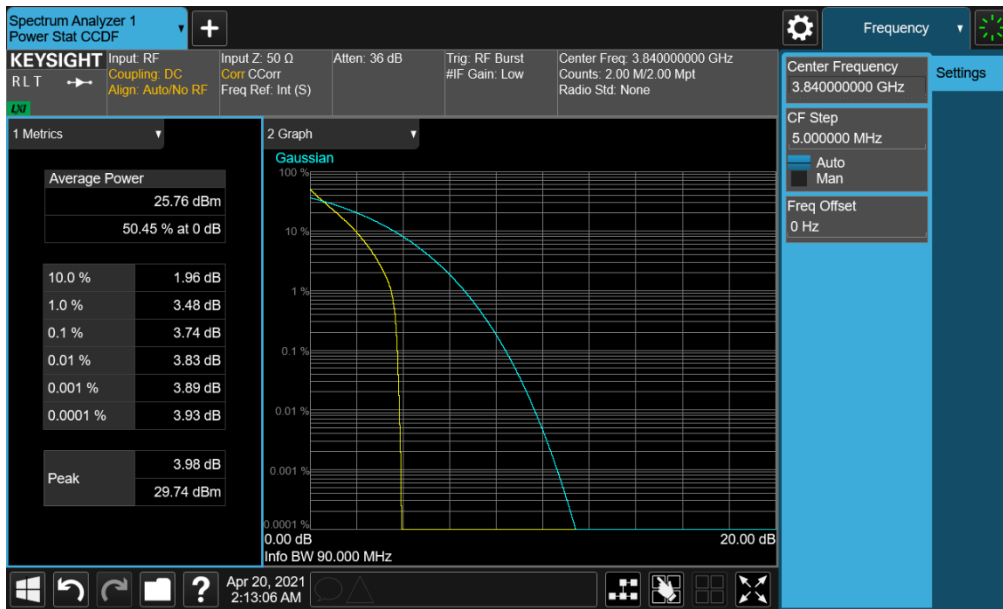 Spectrum Analyzer 1
Power Stat CCDF
+
Frequency
KEYSIGHT
R L T
LXI
Input: RF
Coupling: DC
Align: Auto/No RF
Input Z: 50 Ω
Corr CCorr
Freq Ref: Int (S)
Atten: 36 dB
Trig: RF Burst
#IF Gain: Low
Center Freq: 3.840000000 GHz
Counts: 2.00 M/2.00 Mpt
Radio Std: None
Center Frequency
3.840000000 GHz
Settings
CF Step
5.000000 MHz
Auto
Man
Freq Offset
0 Hz
1 Metrics
Average Power
25.76 dBm
50.45 % at 0 dB
10.0 % 1.96 dB
1.0 % 3.48 dB
0.1 % 3.74 dB
0.01 % 3.83 dB
0.001 % 3.89 dB
0.0001 % 3.93 dB
Peak
3.98 dB
29.74 dBm
2 Graph
Gaussian
100 %
10 %
1 %
0.1 %
0.01 %
0.001 %
0.0001 %
0.00 dB 20.00 dB
Info BW 90.000 MHz
?
Apr 20, 2021
2:13:06 AM